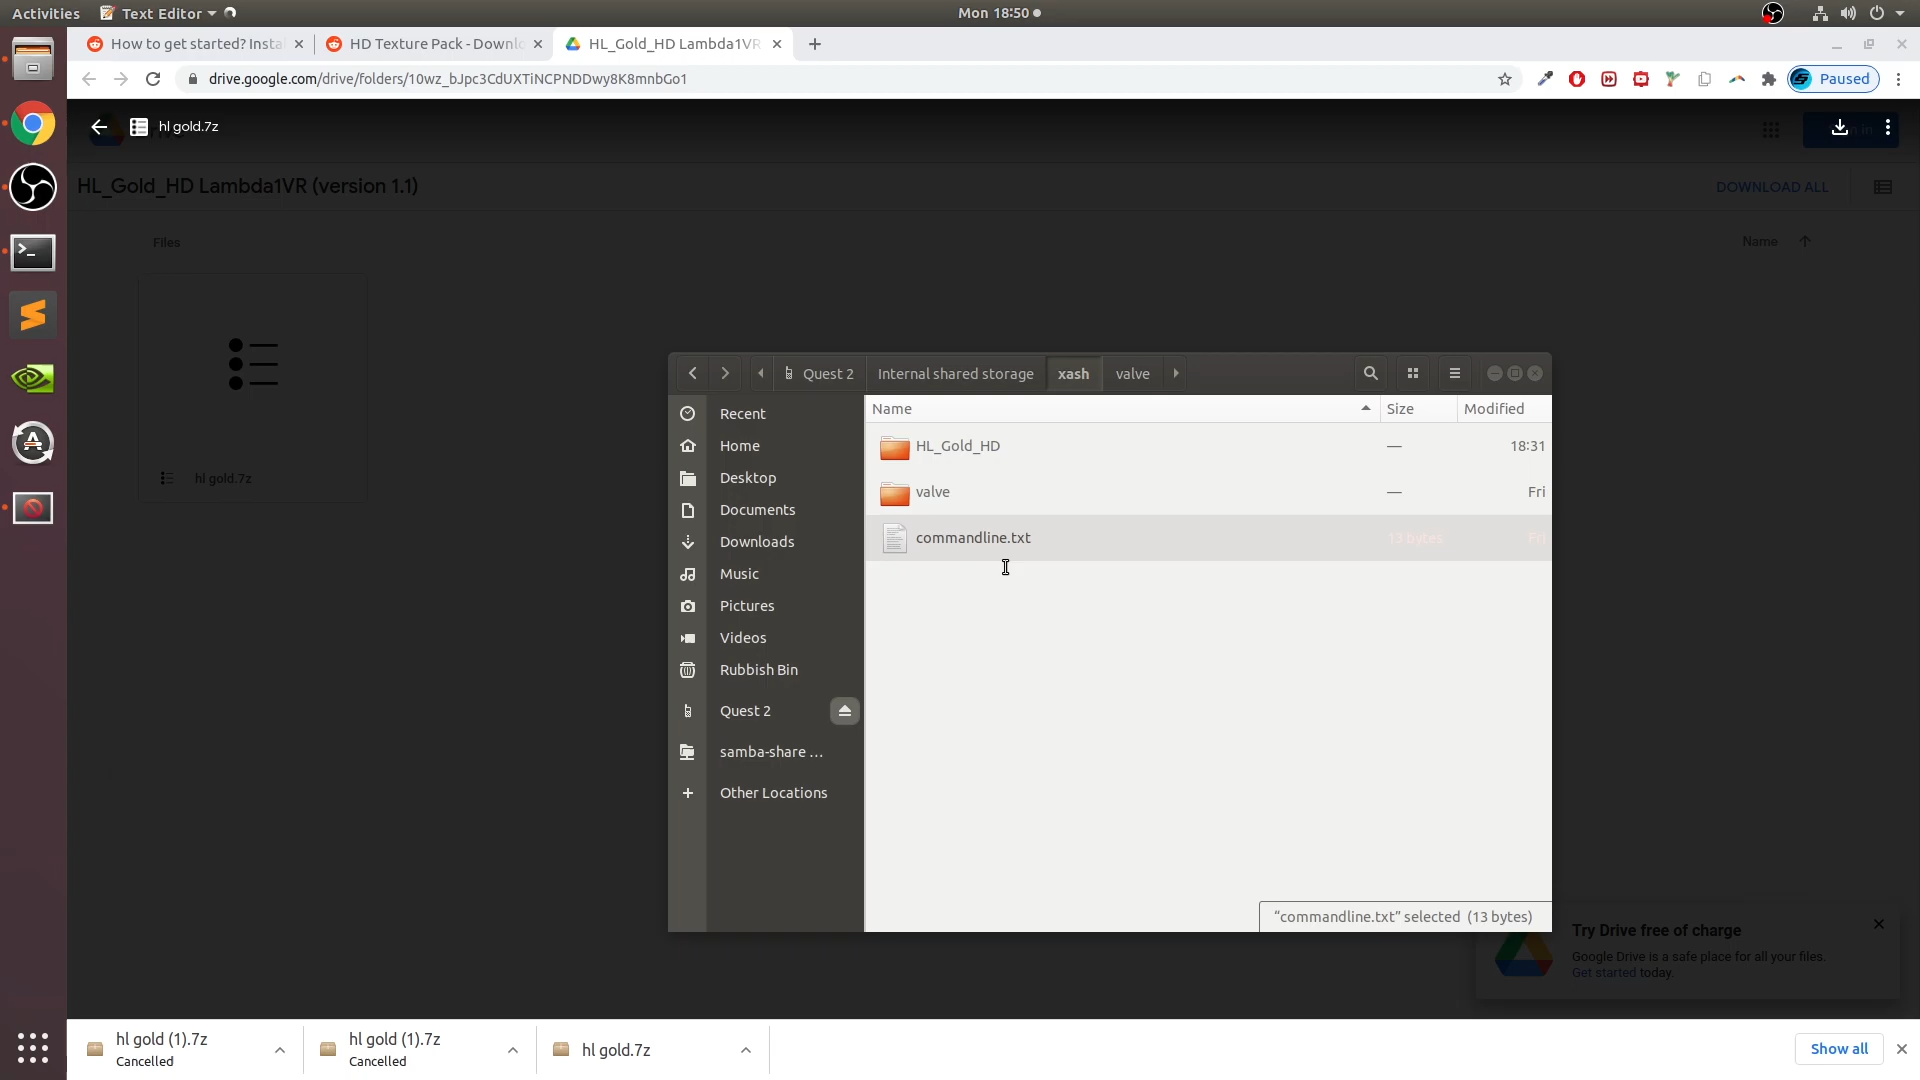 Activities
Text Editor
Mon 18:50
How to get started? Insta
HD Texture Pack - Downlo
HL_Gold_HD Lambda1VR
drive.google.com/drive/folders/10wz_bJpc3CdUXTiNCPNDDwy8K8mnbGo1
Paused
hl gold.7z
HL_Gold_HD Lambda1VR (version 1.1)
DOWNLOAD ALL
Files
Name
hl gold.7z
Quest 2
Internal shared storage
xash
valve
Name
Size
Modified
Recent
Home
Desktop
Documents
Downloads
Music
Pictures
Videos
Rubbish Bin
Quest 2
samba-share ...
Other Locations
HL_Gold_HD — 18:31
valve — Fri
commandline.txt 13 bytes Fri
"commandline.txt" selected (13 bytes)
Try Drive free of charge
Google Drive is a safe place for all your files.
Get started today.
hl gold (1).7z
Cancelled
hl gold (1).7z
Cancelled
hl gold.7z
Show all